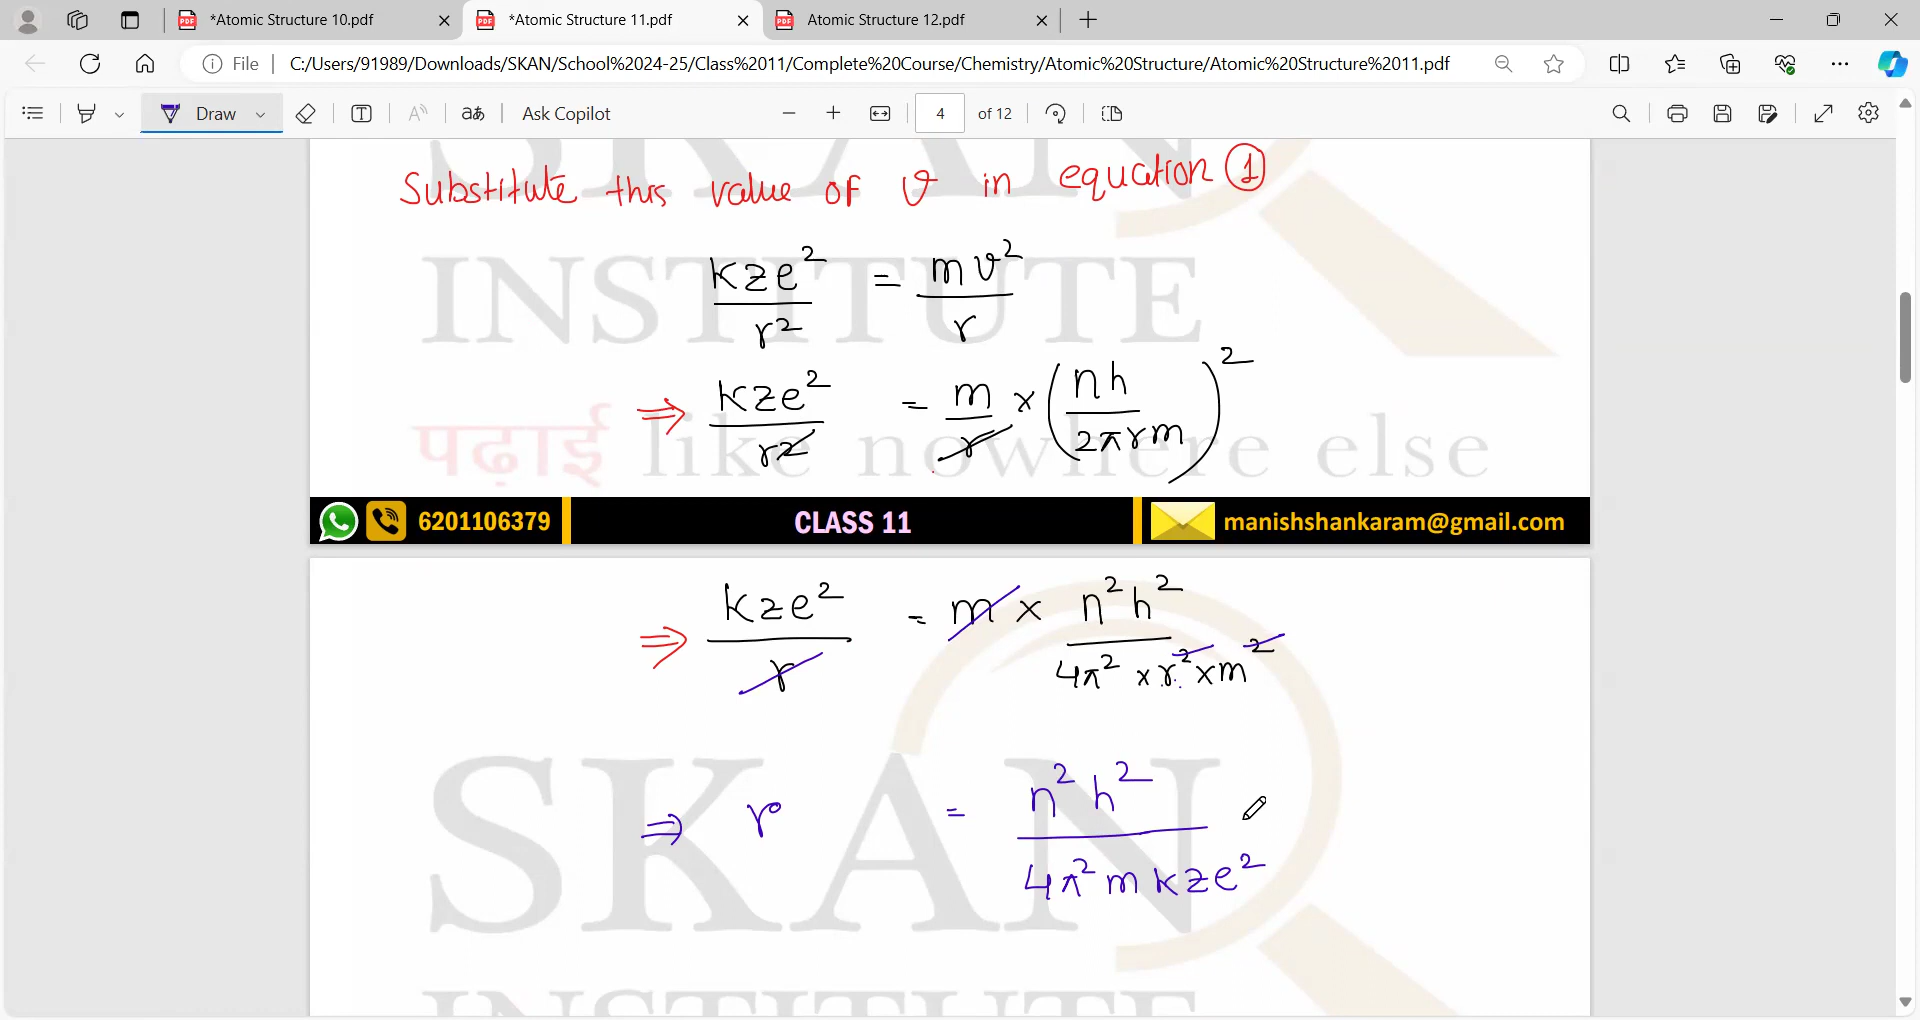 *Atomic Structure 10.pdf
*Atomic Structure 11.pdf
Atomic Structure 12.pdf
File
C:/Users/91989/Downloads/SKAN/School%2024-25/Class%2011/Complete%20Course/Chemistry/Atomic%20Structure/Atomic%20Structure%2011.pdf
Draw
aあ
Ask Copilot
4 of 12
SKAN
Substitute this value of v in equation ①
INSTITUTE
kze²/r² = mv²/r
⇒ kze²/r² = m/r × (nh/2πrm)²
पढ़ाई like nowhere else
6201106379
CLASS 11
manishshankaram@gmail.com
⇒ kze²/r = m × n²h²/4π² × r² × m²
SKAN
⇒ r = n²h²/4π²mkze²
INSTITUTE